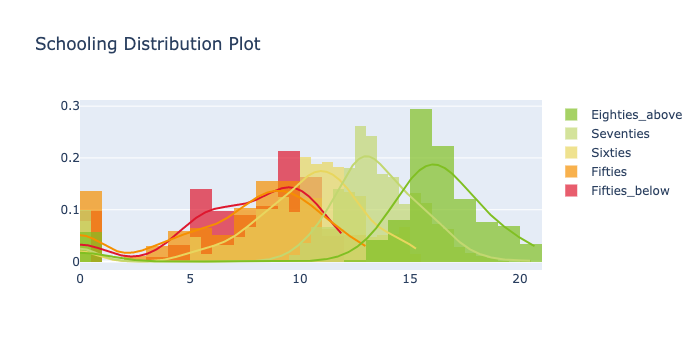 Schooling Distribution Plot
0.3
0.2
0.1
0
0
5
10
15
20
Eighties_above
Seventies
Sixties
Fifties
Fifties_below